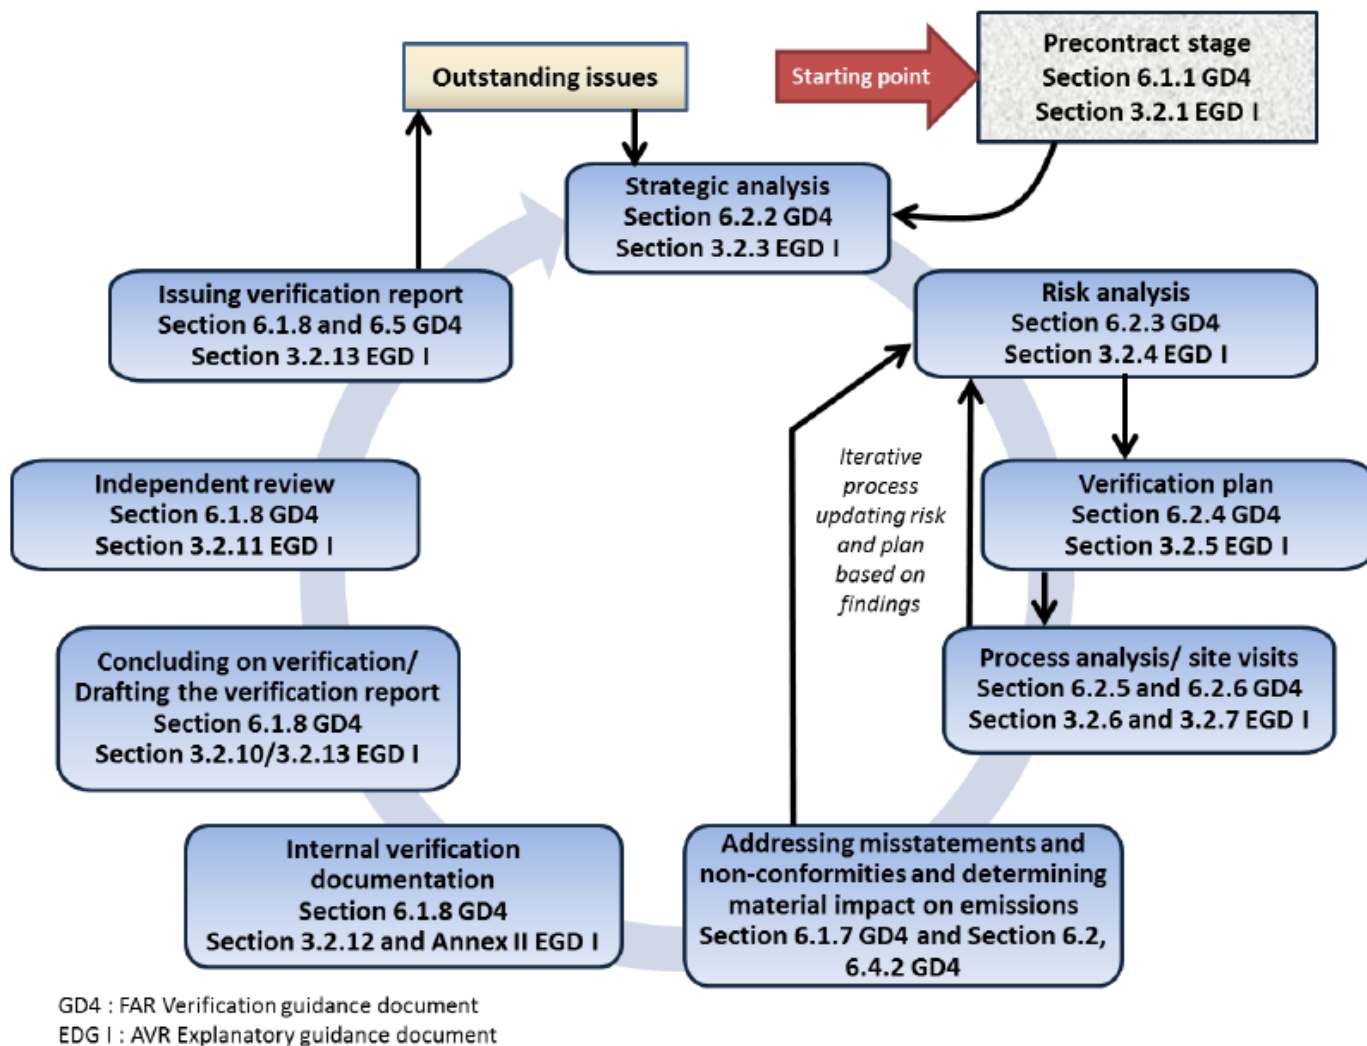 Outstanding issues
Starting point
Precontract stage
Section 6.1.1 GD4
Section 3.2.1 EGD I
Strategic analysis
Section 6.2.2 GD4
Section 3.2.3 EGD I
Issuing verification report
Section 6.1.8 and 6.5 GD4
Section 3.2.13 EGD I
Risk analysis
Section 6.2.3 GD4
Section 3.2.4 EGD I
Iterative
process
updating risk
and plan
based on
findings
Independent review
Section 6.1.8 GD4
Section 3.2.11 EGD I
Verification plan
Section 6.2.4 GD4
Section 3.2.5 EGD I
Concluding on verification/
Drafting the verification report
Section 6.1.8 GD4
Section 3.2.10/3.2.13 EGD I
Process analysis/ site visits
Section 6.2.5 and 6.2.6 GD4
Section 3.2.6 and 3.2.7 EGD I
Internal verification
documentation
Section 6.1.8 GD4
Section 3.2.12 and Annex II EGD I
Addressing misstatements and
non-conformities and determining
material impact on emissions
Section 6.1.7 GD4 and Section 6.2,
6.4.2 GD4
GD4 : FAR Verification guidance document
EDG I : AVR Explanatory guidance document